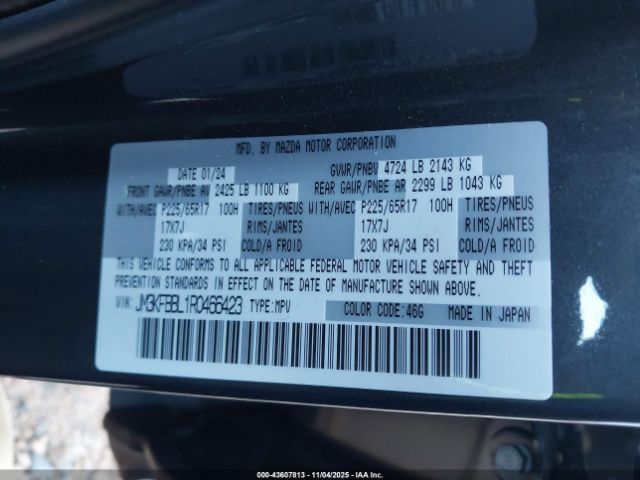 MFD. BY MAZDA MOTOR CORPORATION
DATE 01/24 GVWR/PNBV 4724 LB 2143 KG
FRONT GAWR/PNBE AV 2425 LB 1100 KG REAR GAWR/PNBE AR 2299 LB 1043 KG
WITH/AVEC P225/65R17 100H TIRES/PNEUS WITH/AVEC P225/65R17 100H TIRES/PNEUS
17X7J RIMS/JANTES 17X7J RIMS/JANTES
230 KPA/34 PSI COLD/A FROID 230 KPA/34 PSI COLD/A FROID
THIS VEHICLE CONFORMS TO ALL APPLICABLE FEDERAL MOTOR VEHICLE SAFETY AND THEFT
PREVENTION STANDARDS IN EFFECT ON THE DATE OF MANUFACTURE SHOWN ABOVE.
VIN: JM3KFBBL1R0466423 TYPE: MPV COLOR CODE: 46G MADE IN JAPAN
000-43607813 - 11/04/2025 - IAA Inc.